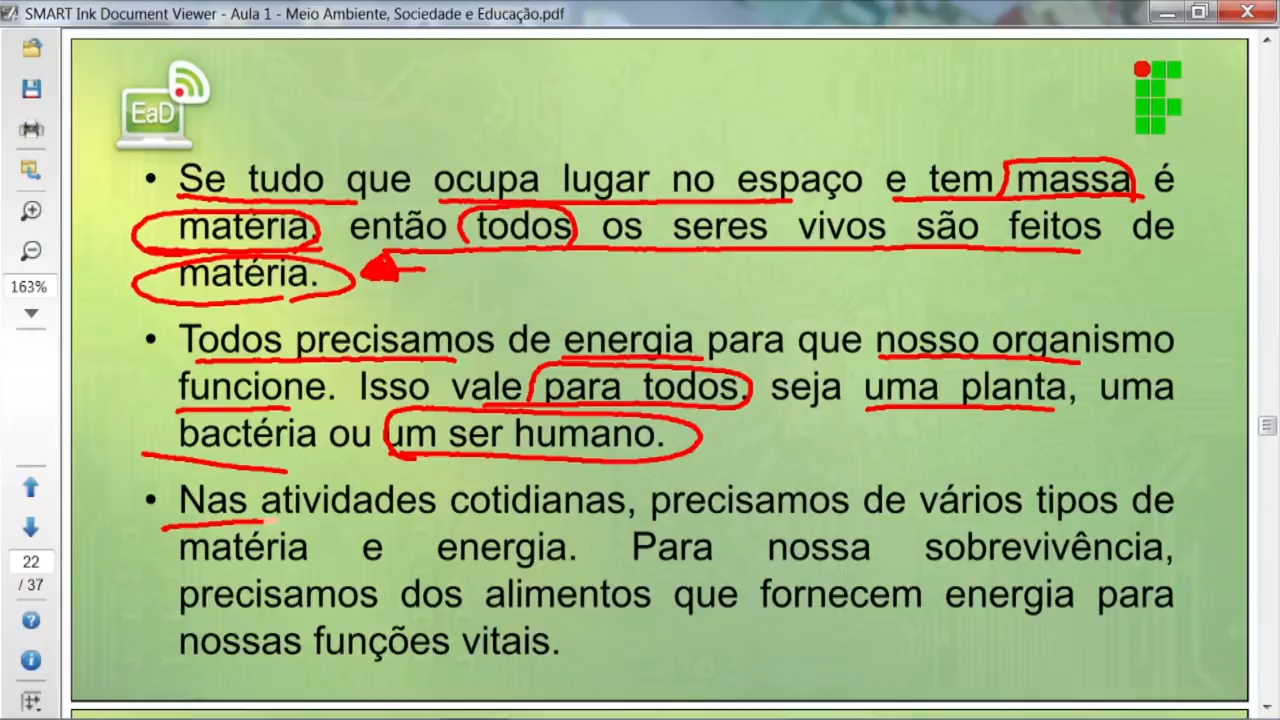 SMART Ink Document Viewer - Aula 1 - Meio Ambiente, Sociedade e Educação.pdf
EaD
• Se tudo que ocupa lugar no espaço e tem massa é
matéria, então todos os seres vivos são feitos de
matéria.
163%
• Todos precisamos de energia para que nosso organismo
funcione. Isso vale para todos, seja uma planta, uma
bactéria ou um ser humano.
• Nas atividades cotidianas, precisamos de vários tipos de
matéria e energia. Para nossa sobrevivência,
precisamos dos alimentos que fornecem energia para
nossas funções vitais.
22
/ 37